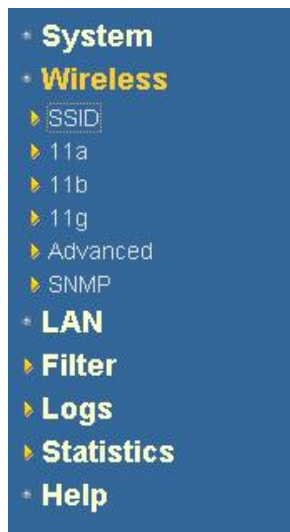 System
Wireless
SSID
11a
11b
11g
Advanced
SNMP
LAN
Filter
Logs
Statistics
Help